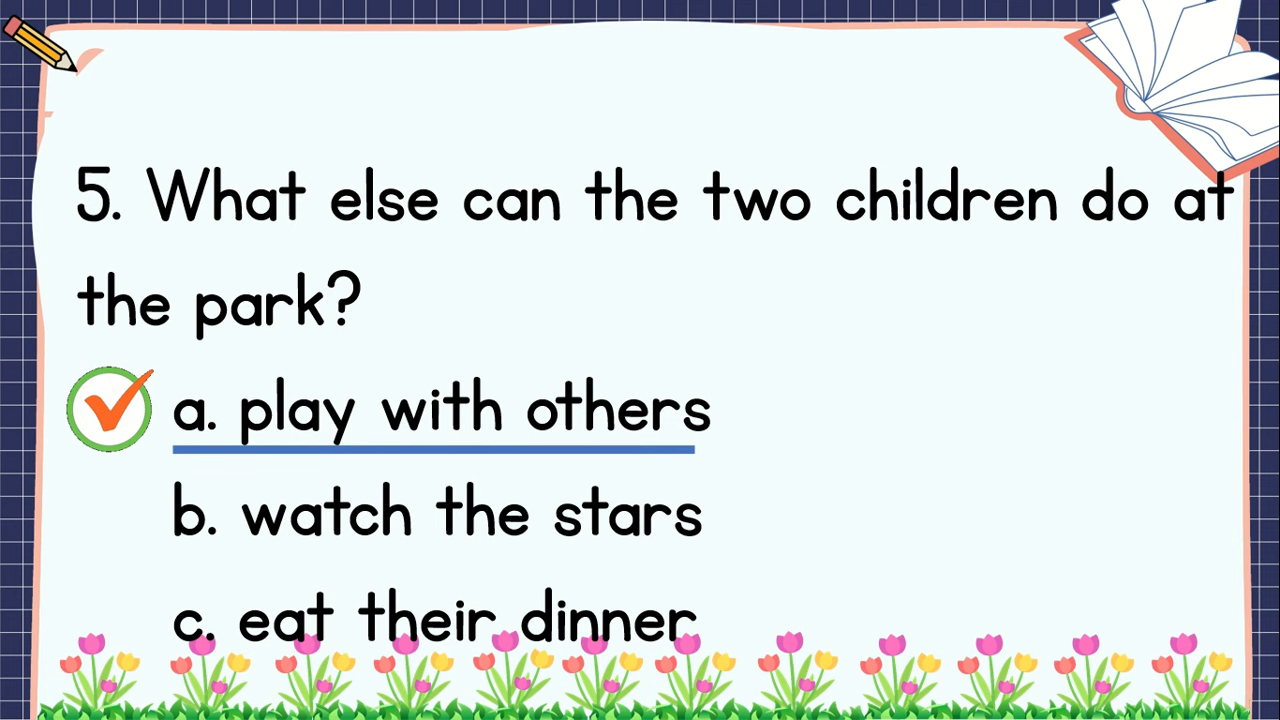 5. What else can the two children do at
the park?
a. play with others
b. watch the stars
c. eat their dinner